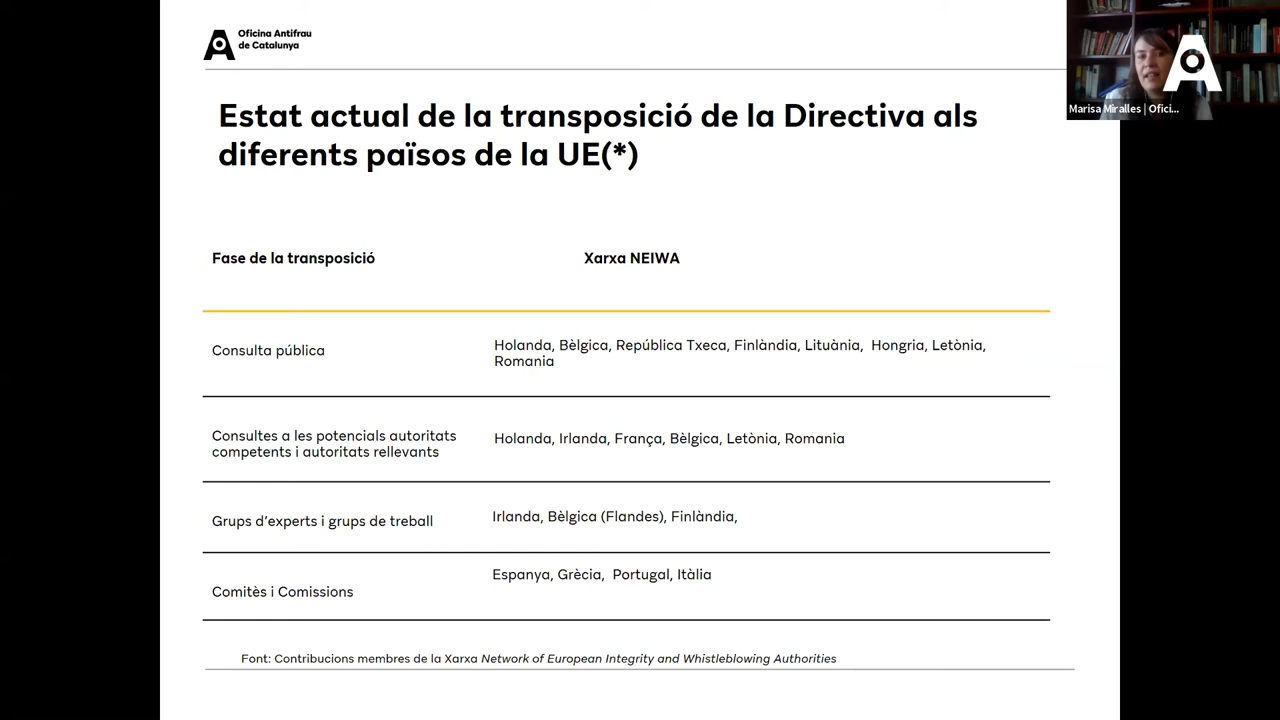 Oficina Antifrau
de Catalunya
Marisa Miralles | Ofici...
Estat actual de la transposició de la Directiva als
diferents països de la UE(*)
Fase de la transposició
Xarxa NEIWA
Consulta pública
Holanda, Bèlgica, República Txeca, Finlàndia, Lituània,  Hongria, Letònia,
Romania
Consultes a les potencials autoritats
competents i autoritats rellevants
Holanda, Irlanda, França, Bèlgica, Letònia, Romania
Grups d’experts i grups de treball
Irlanda, Bèlgica (Flandes), Finlàndia,
Comitès i Comissions
Espanya, Grècia,  Portugal, Itàlia
Font: Contribucions membres de la Xarxa Network of European Integrity and Whistleblowing Authorities